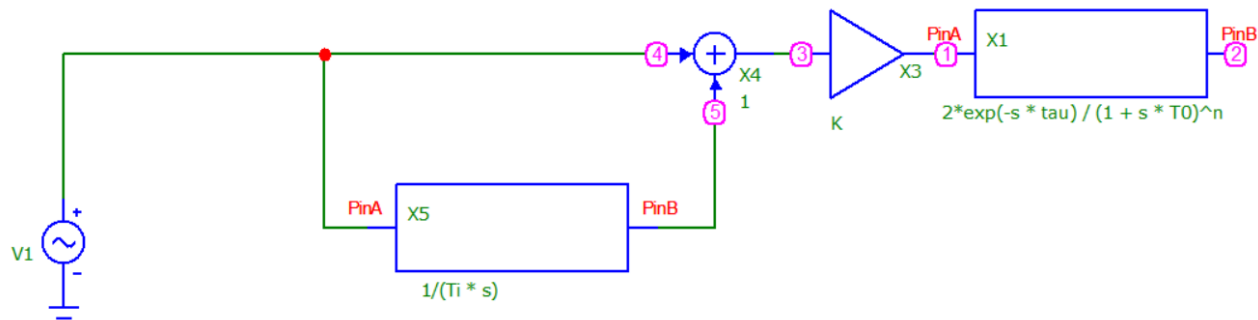 PinA
X1
PinB
4
+
3
1
2
X4
X3
1
5
K
2*exp(-s * tau) / (1 + s * T0)^n
PinA
X5
PinB
+
V1
-
1/(Ti * s)